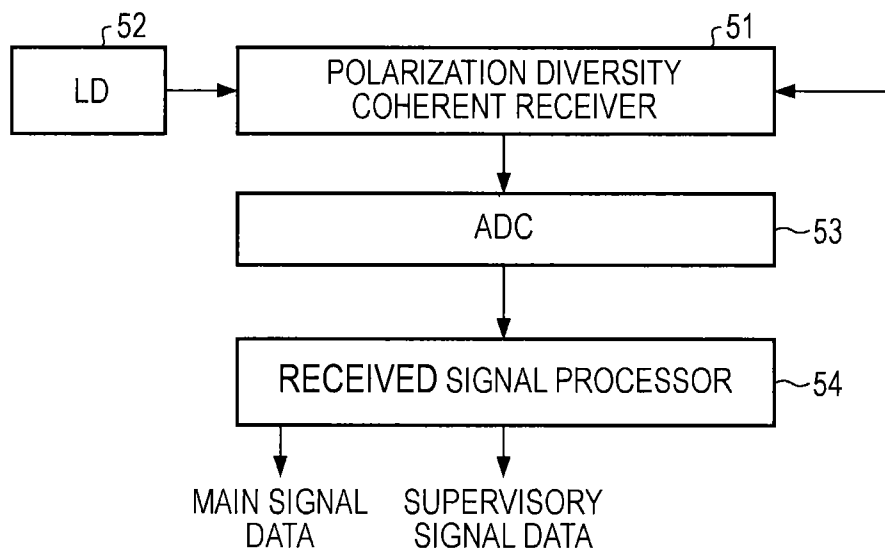 52
51
LD
POLARIZATION DIVERSITY
COHERENT RECEIVER
ADC
53
RECEIVED SIGNAL PROCESSOR
54
MAIN SIGNAL
DATA
SUPERVISORY
SIGNAL DATA